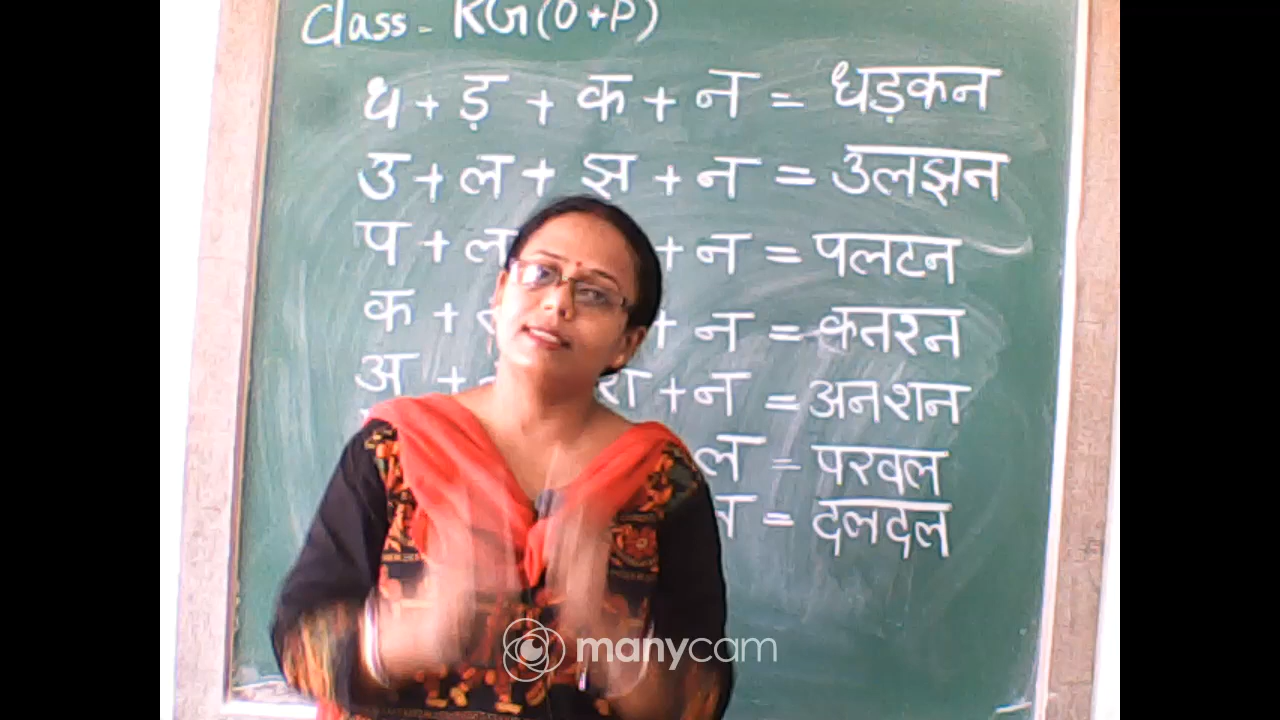 Class - KG (O+P)
ध + ड़ + क + न = धड़कन
उ + ल + झ + न = उलझन
प + ल + न = पलटन
क + + न = कतरन
अ + श + न = अनशन
ल = परवल
ल = दलदल
manycam